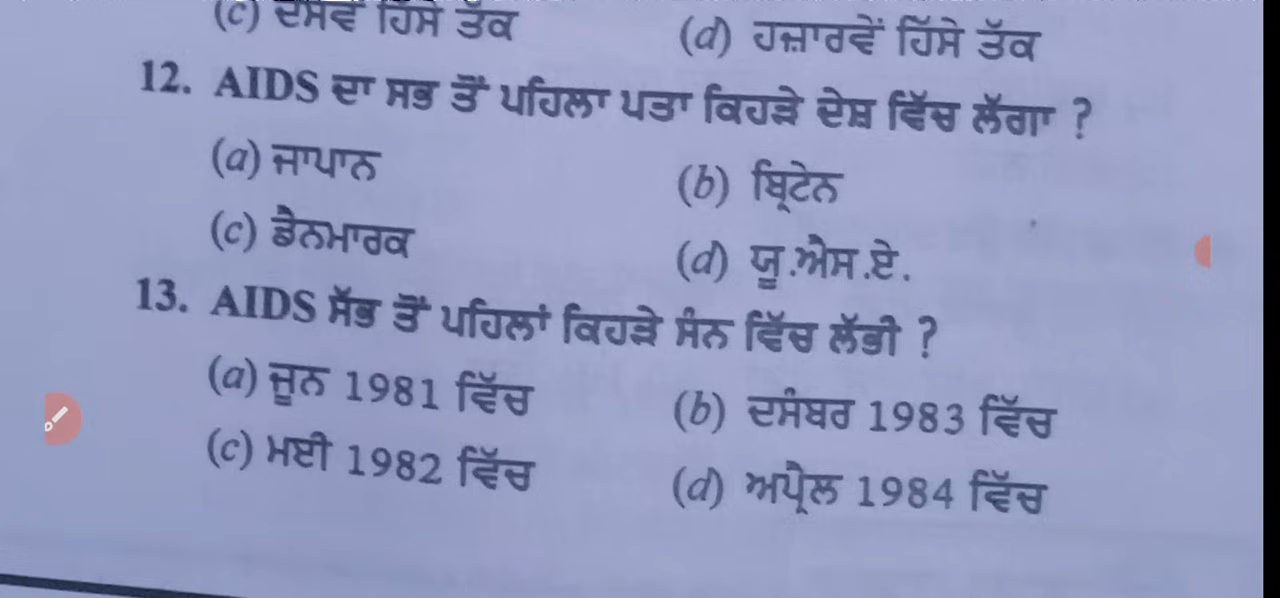 (c) ਦਸਵੇਂ ਹਿੱਸੇ ਤੱਕ (d) ਹਜ਼ਾਰਵੇਂ ਹਿੱਸੇ ਤੱਕ
12. AIDS ਦਾ ਸਭ ਤੋਂ ਪਹਿਲਾ ਪਤਾ ਕਿਹੜੇ ਦੇਸ਼ ਵਿੱਚ ਲੱਗਾ ?
(a) ਜਾਪਾਨ (b) ਬ੍ਰਿਟੇਨ
(c) ਡੈਨਮਾਰਕ (d) ਯੂ.ਐਸ.ਏ.
13. AIDS ਸੱਭ ਤੋਂ ਪਹਿਲਾਂ ਕਿਹੜੇ ਸੰਨ ਵਿੱਚ ਲੱਭੀ ?
(a) ਜੂਨ 1981 ਵਿੱਚ (b) ਦਸੰਬਰ 1983 ਵਿੱਚ
(c) ਮਈ 1982 ਵਿੱਚ (d) ਅਪ੍ਰੈਲ 1984 ਵਿੱਚ